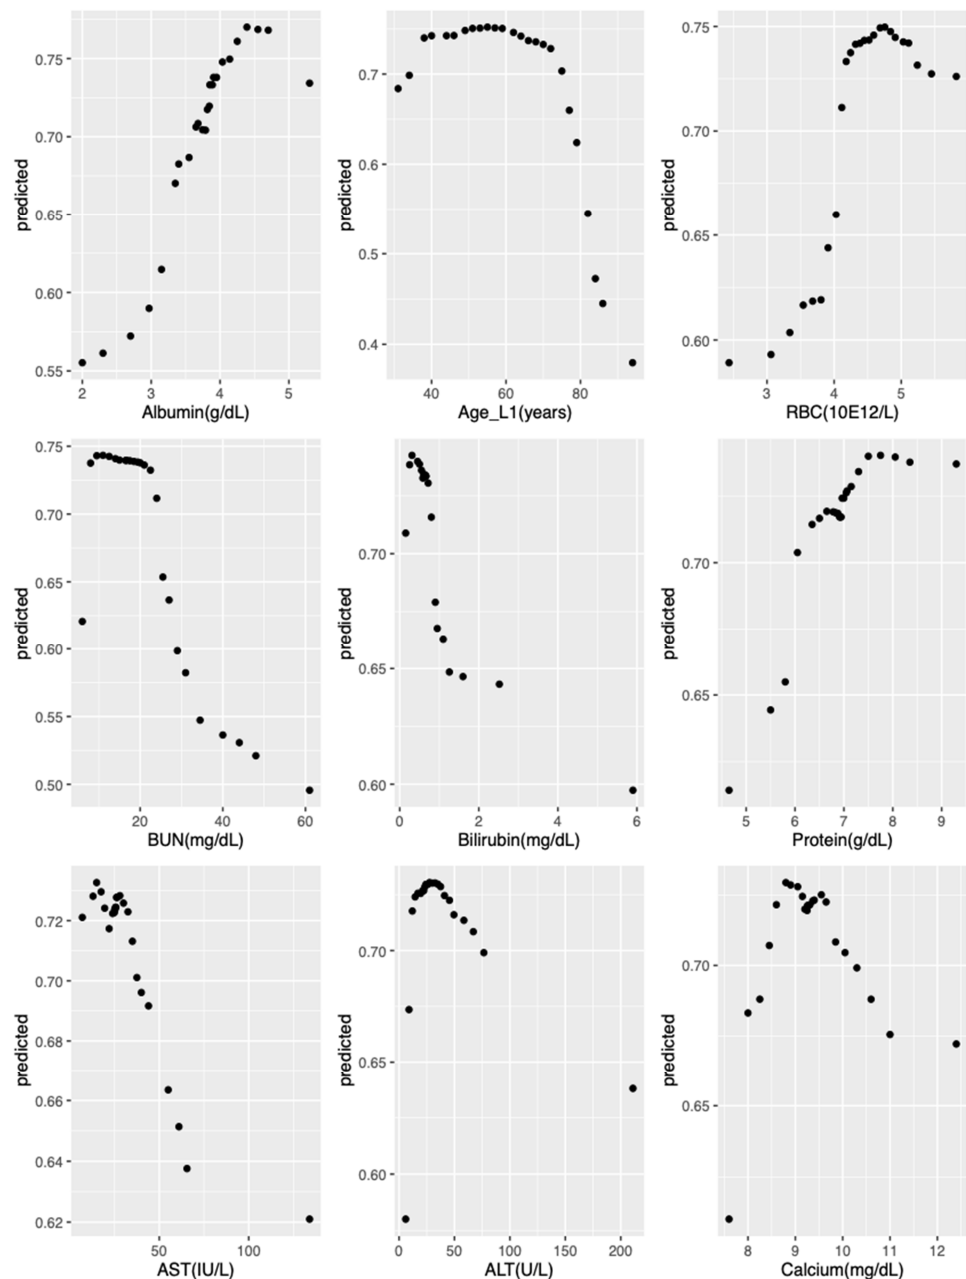 predicted
0.75
0.70
0.65
0.60
0.55
2 3 4 5
Albumin(g/dL)
predicted
0.7
0.6
0.5
0.4
40 60 80
Age_L1(years)
predicted
0.70
0.65
0.60
3 4 5
RBC(10E12/L)
predicted
0.75
0.70
0.65
0.60
0.55
0.50
20 40 60
BUN(mg/dL)
predicted
0.70
0.65
0.60
0 2 4 6
Bilirubin(mg/dL)
predicted
0.70
0.65
5 6 7 8 9
Protein(g/dL)
predicted
0.72
0.70
0.68
0.66
0.64
0.62
50 100
AST(IU/L)
predicted
0.70
0.65
0.60
0 50 100 150 200
ALT(U/L)
predicted
0.70
0.65
8 9 10 11 12
Calcium(mg/dL)